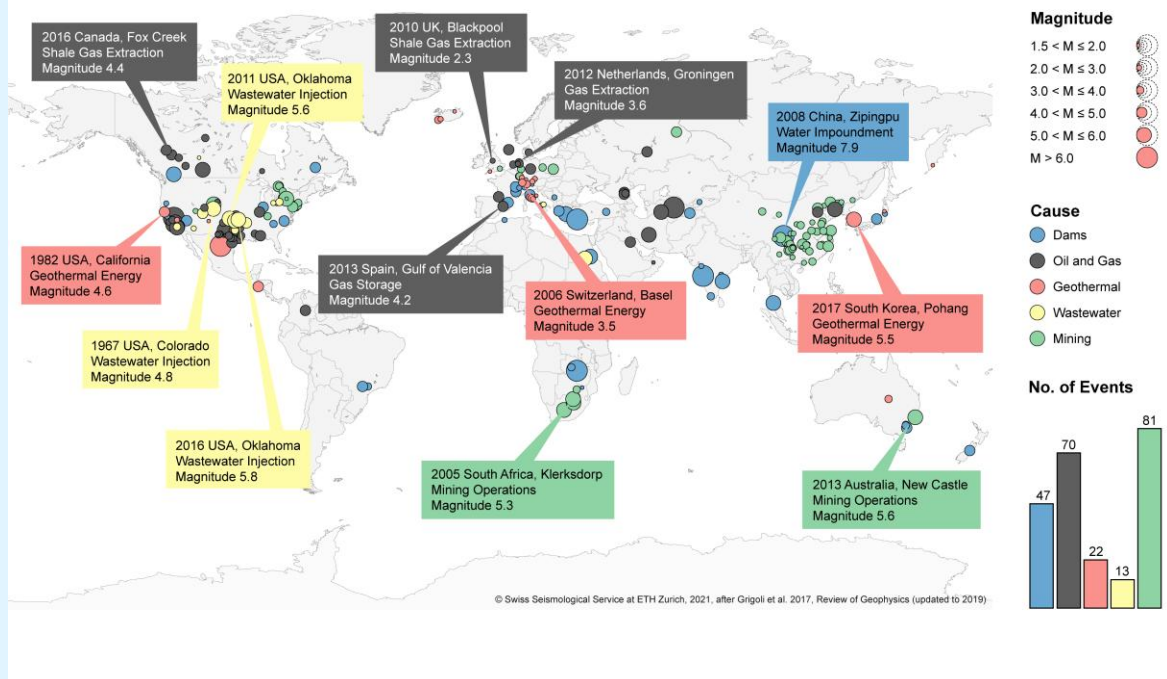 2016 Canada, Fox Creek
Shale Gas Extraction
Magnitude 4.4
2010 UK, Blackpool
Shale Gas Extraction
Magnitude 2.3
2011 USA, Oklahoma
Wastewater Injection
Magnitude 5.6
2012 Netherlands, Groningen
Gas Extraction
Magnitude 3.6
2008 China, Zipingpu
Water Impoundment
Magnitude 7.9
1982 USA, California
Geothermal Energy
Magnitude 4.6
2013 Spain, Gulf of Valencia
Gas Storage
Magnitude 4.2
2006 Switzerland, Basel
Geothermal Energy
Magnitude 3.5
2017 South Korea, Pohang
Geothermal Energy
Magnitude 5.5
1967 USA, Colorado
Wastewater Injection
Magnitude 4.8
2016 USA, Oklahoma
Wastewater Injection
Magnitude 5.8
2005 South Africa, Klerksdorp
Mining Operations
Magnitude 5.3
2013 Australia, New Castle
Mining Operations
Magnitude 5.6
© Swiss Seismological Service at ETH Zurich, 2021, after Grigoli et al. 2017, Review of Geophysics (updated to 2019)
Magnitude
1.5 < M ≤ 2.0
2.0 < M ≤ 3.0
3.0 < M ≤ 4.0
4.0 < M ≤ 5.0
5.0 < M ≤ 6.0
M > 6.0
Cause
Dams
Oil and Gas
Geothermal
Wastewater
Mining
No. of Events
47
70
22
13
81